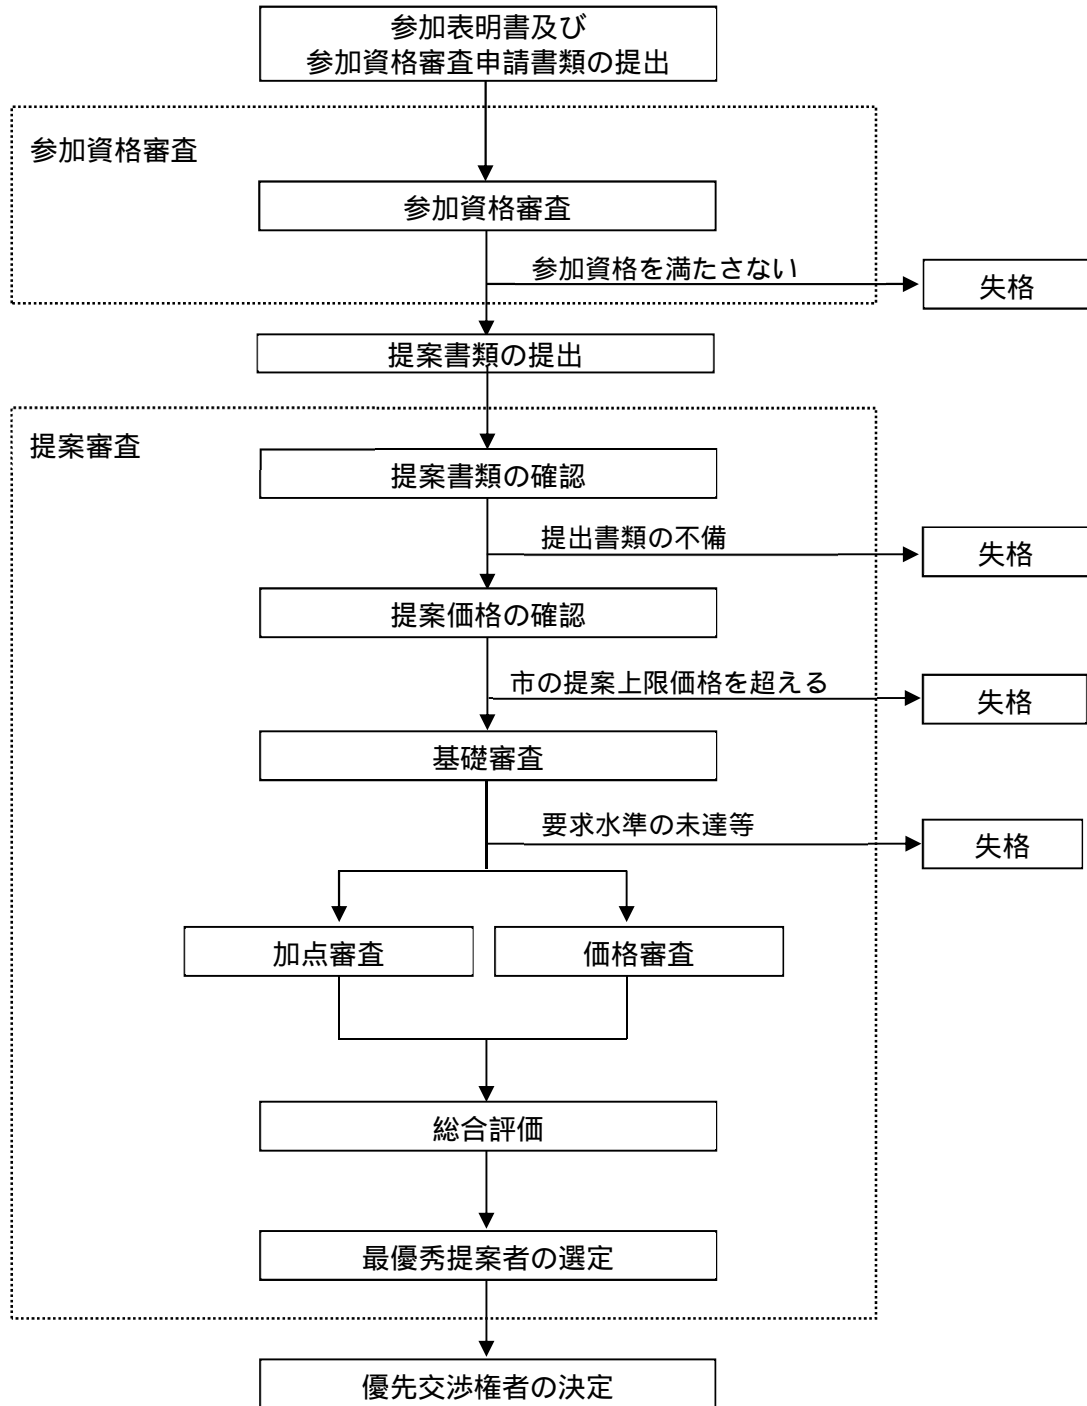 参加表明書及び
参加資格審査申請書類の提出
参加資格審査
参加資格審査
参加資格を満たさない
失格
提案書類の提出
提案審査
提案書類の確認
提出書類の不備
失格
提案価格の確認
市の提案上限価格を超える
失格
基礎審査
要求水準の未達等
失格
加点審査
価格審査
総合評価
最優秀提案者の選定
優先交渉権者の決定